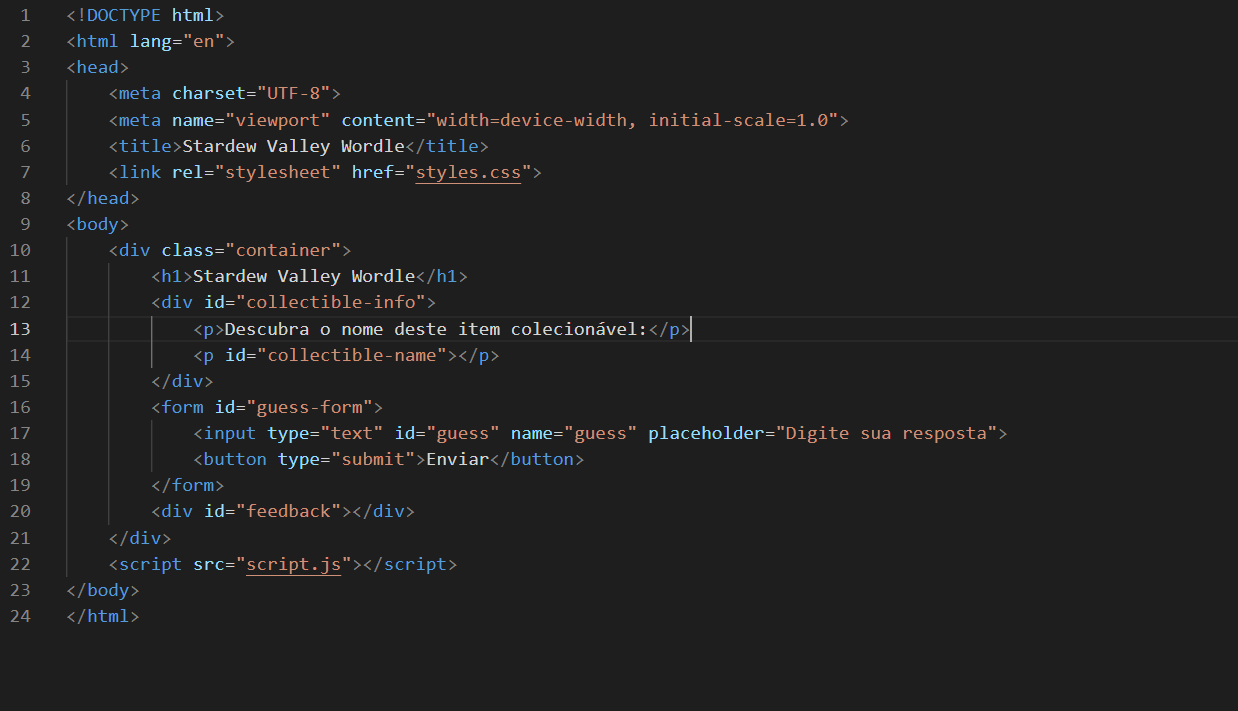 1 <!DOCTYPE html>
2 <html lang="en">
3 <head>
4     <meta charset="UTF-8">
5     <meta name="viewport" content="width=device-width, initial-scale=1.0">
6     <title>Stardew Valley Wordle</title>
7     <link rel="stylesheet" href="styles.css">
8 </head>
9 <body>
10     <div class="container">
11         <h1>Stardew Valley Wordle</h1>
12         <div id="collectible-info">
13             <p>Descubra o nome deste item colecionável:</p>
14             <p id="collectible-name"></p>
15         </div>
16         <form id="guess-form">
17             <input type="text" id="guess" name="guess" placeholder="Digite sua resposta">
18             <button type="submit">Enviar</button>
19         </form>
20         <div id="feedback"></div>
21     </div>
22     <script src="script.js"></script>
23 </body>
24 </html>